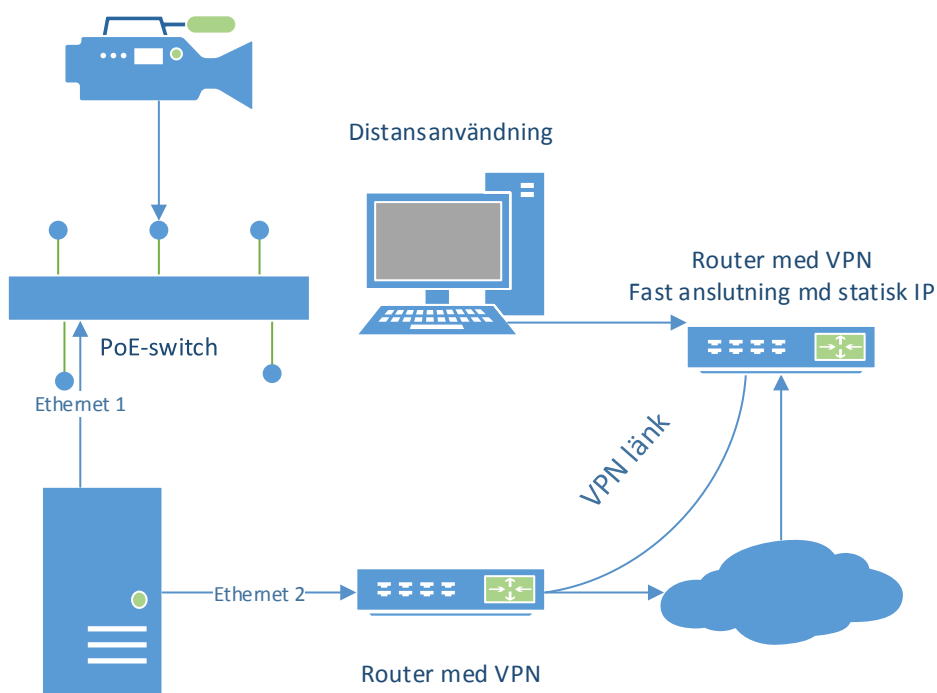 Distansanvändning
Router med VPN
Fast anslutning md statisk IP
PoE-switch
Ethernet 1
VPN länk
Ethernet 2
Router med VPN